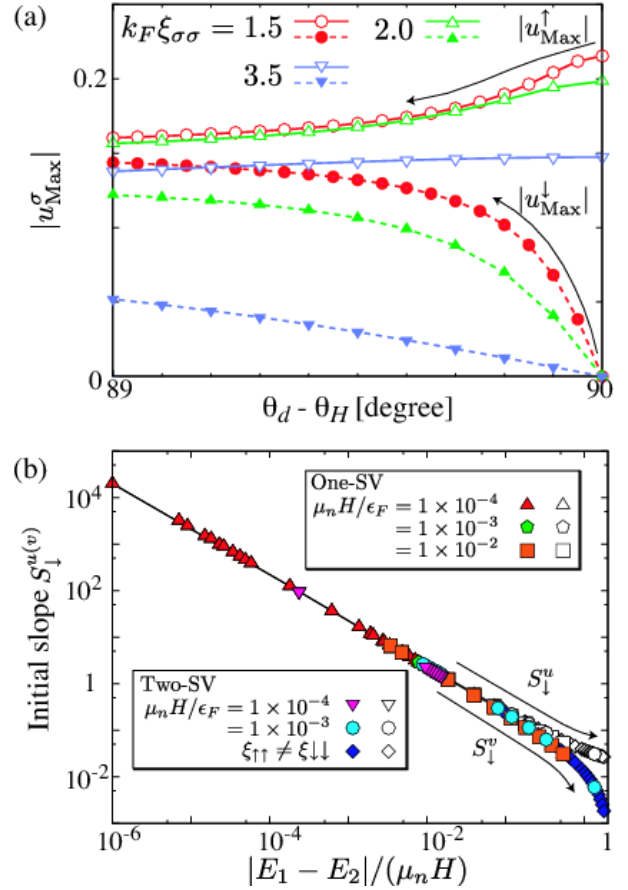 (a)
k_F ξ_σσ = 1.5
2.0
3.5
|u^↑_Max|
|u^↓_Max|
0.2
0
|u^σ_Max|
89
90
θ_d - θ_H [degree]
(b)
One-SV
μ_nH/ϵ_F = 1 × 10^-4
= 1 × 10^-3
= 1 × 10^-2
Two-SV
μ_nH/ϵ_F = 1 × 10^-4
= 1 × 10^-3
ξ_↑↑ ≠ ξ_↓↓
S^u_↓
S^v_↓
Initial slope S^u(v)_↓
10^4
10^2
1
10^-2
10^-6
10^-4
10^-2
1
|E_1 − E_2|/(μ_nH)